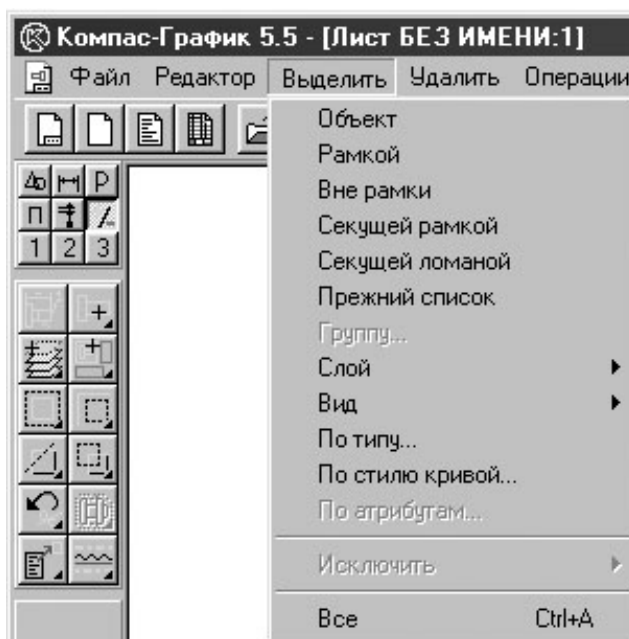 Компас-График 5.5 - [Лист БЕЗ ИМЕНИ:1]
Файл Редактор Выделить Удалить Операции
Объект
Рамкой
Вне рамки
Секущей рамкой
Секущей ломаной
Прежний список
Группу...
Слой
Вид
По типу...
По стилю кривой...
По атрибутам...
Исключить
Все Ctrl+A
Р
П
1 2 3